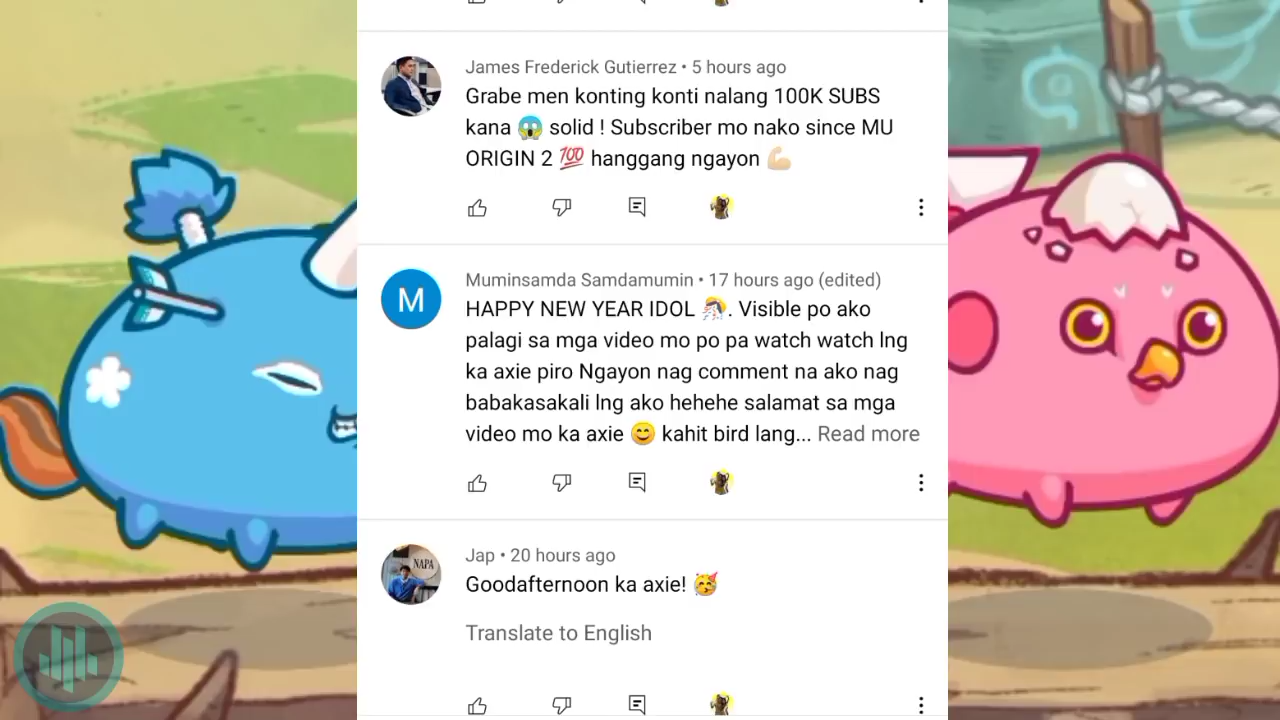 James Frederick Gutierrez • 5 hours ago
Grabe men konting konti nalang 100K SUBS
kana 😱 solid ! Subscriber mo nako since MU
ORIGIN 2 💯 hanggang ngayon 💪🏻
Muminsamda Samdamumin • 17 hours ago (edited)
HAPPY NEW YEAR IDOL 🎊. Visible po ako
palagi sa mga video mo po pa watch watch lng
ka axie piro Ngayon nag comment na ako nag
babakasakali lng ako hehehe salamat sa mga
video mo ka axie 😊 kahit bird lang... Read more
M
NAPA
Jap • 20 hours ago
Goodafternoon ka axie! 🥳
Translate to English